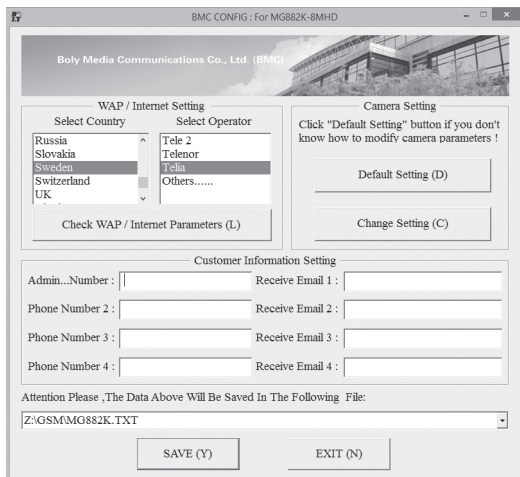 BMC CONFIG : For MG882K-8MHD
Boly Media Communications Co., Ltd. (BMC)
WAP / Internet Setting
Select Country
Select Operator
Russia
Slovakia
Sweden
Switzerland
UK
Tele 2
Telenor
Telia
Others......
Check WAP / Internet Parameters (L)
Camera Setting
Click "Default Setting" button if you don't
know how to modify camera parameters !
Default Setting (D)
Change Setting (C)
Customer Information Setting
Admin...Number : Receive Email 1 :
Phone Number 2 : Receive Email 2 :
Phone Number 3 : Receive Email 3 :
Phone Number 4 : Receive Email 4 :
Attention Please ,The Data Above Will Be Saved In The Following File:
Z:\GSM\MG882K.TXT
SAVE (Y) EXIT (N)